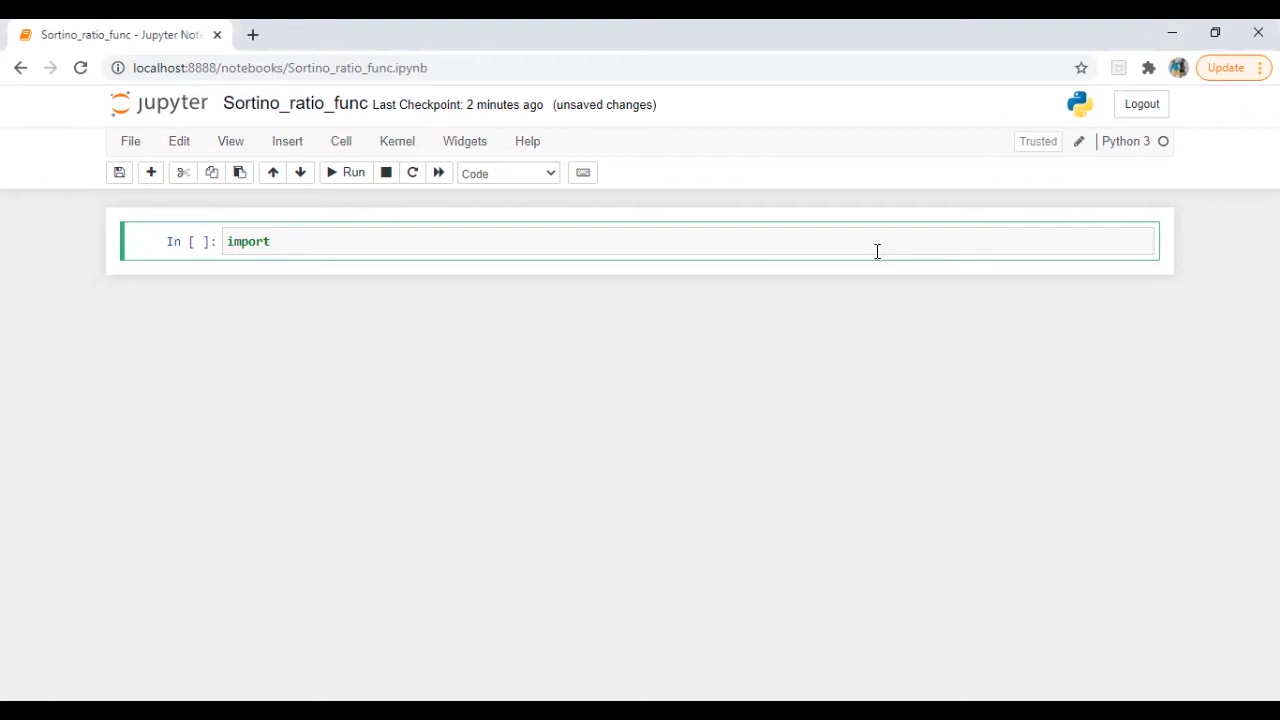 Sortino_ratio_func - Jupyter Note
localhost:8888/notebooks/Sortino_ratio_func.ipynb
Update
jupyter Sortino_ratio_func Last Checkpoint: 2 minutes ago (unsaved changes)
Logout
File Edit View Insert Cell Kernel Widgets Help
Trusted Python 3
Run Code
In [ ]: import